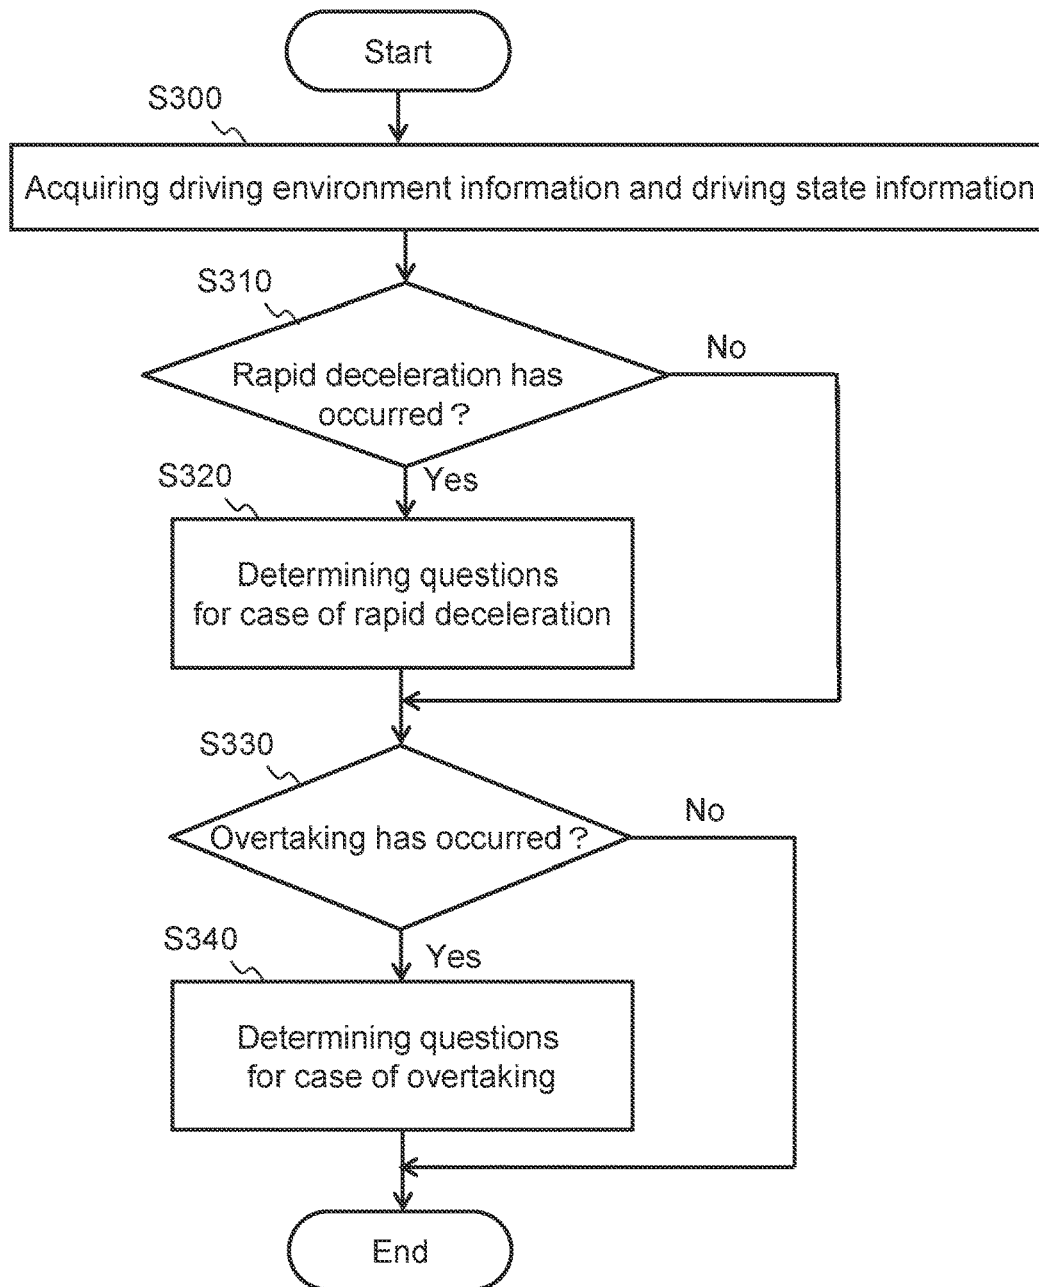 Start
S300
Acquiring driving environment information and driving state information
S310
Rapid deceleration has
occurred？
No
Yes
S320
Determining questions
for case of rapid deceleration
S330
Overtaking has occurred？
No
Yes
S340
Determining questions
for case of overtaking
End